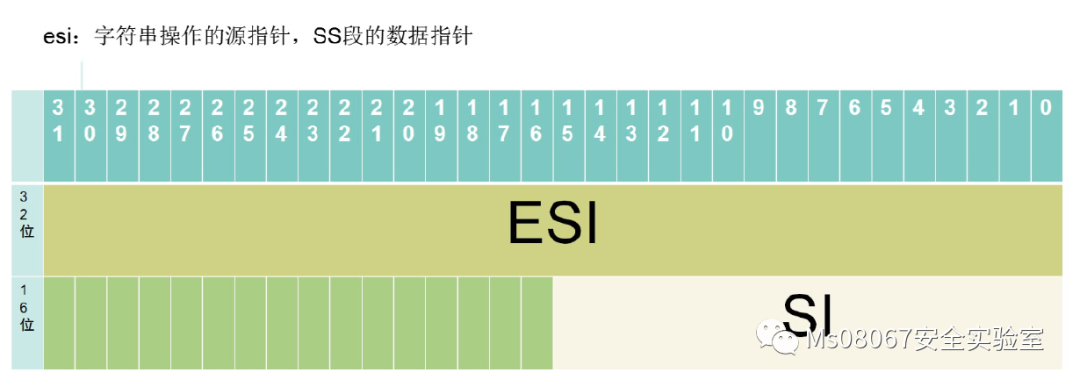 esi：字符串操作的源指针，SS段的数据指针
31 30 29 28 27 26 25 24 23 22 21 20 19 18 17 16 15 14 13 12 11 10 9 8 7 6 5 4 3 2 1 0
32位 ESI
16位 SI
Ms08067安全实验室